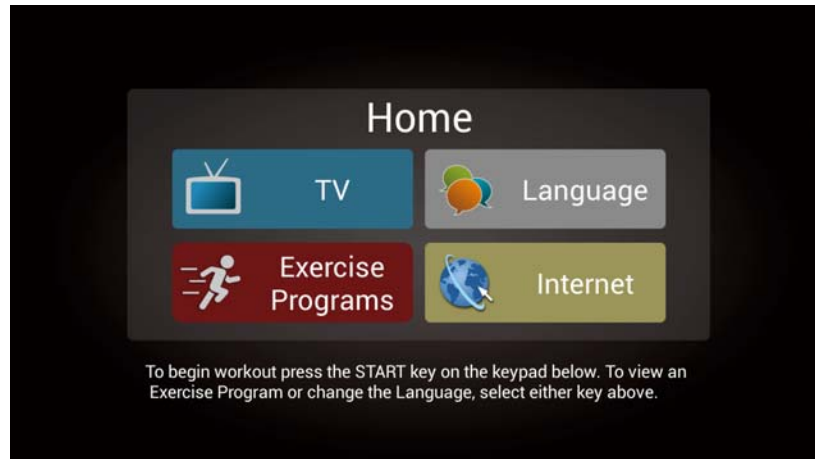 Home
TV
Language
Exercise
Programs
Internet
To begin workout press the START key on the keypad below. To view an
Exercise Program or change the Language, select either key above.